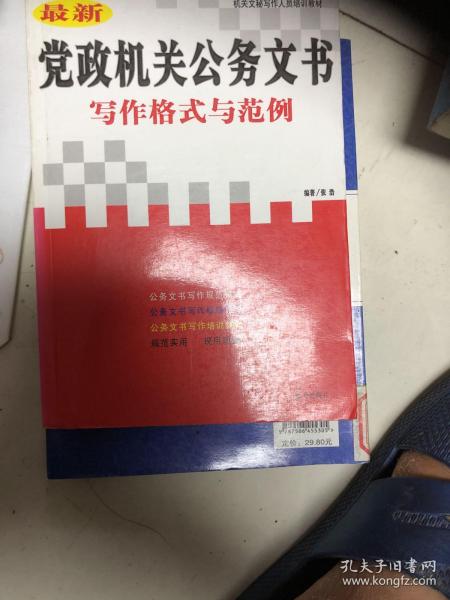 最新
机关文秘写作人员培训教材
党政机关公务文书
写作格式与范例
编著/张浩
公务文书写作规范
公务文书写作
公务文书写作培训
规范实用
定价：29.80元
孔夫子旧书网
www.kongfz.com